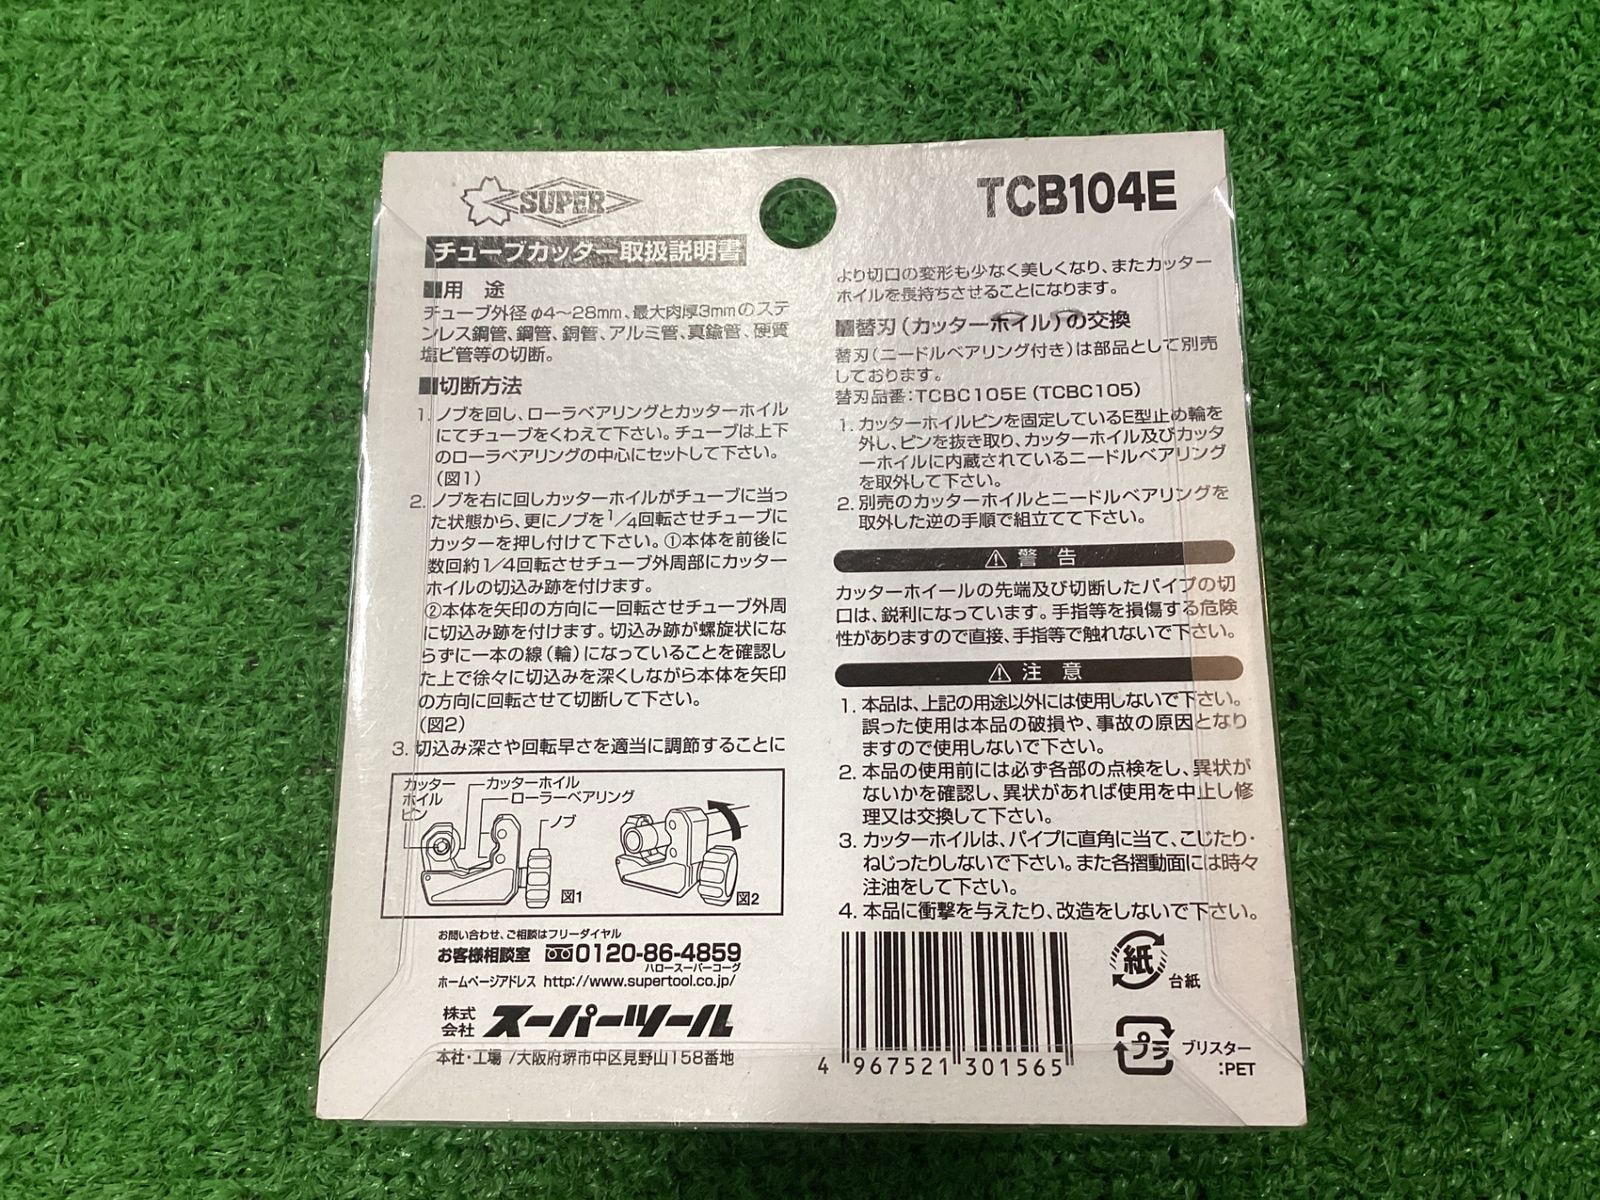 SUPER
TCB104E
チューブカッター取扱説明書
■用　途
チューブ外径φ4〜28mm、最大肉厚3mmのステ
ンレス鋼管、鋼管、銅管、アルミ管、真鍮管、硬質
塩ビ管等の切断。
■切断方法
1. ノブを回し、ローラベアリングとカッターホイル
にてチューブをくわえて下さい。チューブは上下
のローラベアリングの中心にセットして下さい。
(図1)
2. ノブを右に回しカッターホイルがチューブに当っ
た状態から、更にノブを1/4回転させチューブに
カッターを押し付けて下さい。①本体を前後に
数回約1/4回転させチューブ外周部にカッター
ホイルの切込み跡を付けます。
②本体を矢印の方向に一回転させチューブ外周
に切込み跡を付けます。切込み跡が螺旋状にな
らずに一本の線(輪)になっていることを確認し
た上で徐々に切込みを深くしながら本体を矢印
の方向に回転させて切断して下さい。
(図2)
3. 切込み深さや回転早さを適当に調節することに
カッター
ホイル
ピン
カッターホイル
ローラーベアリング
ノブ
図1
図2
お問い合わせ、ご相談はフリーダイヤル
お客様相談室 0120-86-4859
ハロースーパーコーグ
ホームページアドレス http://www.supertool.co.jp/
株式
会社
スーパーツール
本社・工場 /大阪府堺市中区見野山158番地
より切口の変形も少なく美しくなり、またカッター
ホイルを長持ちさせることになります。
■替刃(カッターホイル)の交換
替刃(ニードルベアリング付き)は部品として別売
しております。
替刃品番:TCBC105E (TCBC105)
1. カッターホイルピンを固定しているE型止め輪を
外し、ピンを抜き取り、カッターホイル及びカッタ
ーホイルに内蔵されているニードルベアリング
を取外して下さい。
2. 別売のカッターホイルとニードルベアリングを
取外した逆の手順で組立てて下さい。
⚠ 警　告
カッターホイールの先端及び切断したパイプの切
口は、鋭利になっています。手指等を損傷する危険
性がありますので直接、手指等で触れないで下さい。
⚠ 注　意
1. 本品は、上記の用途以外には使用しないで下さい。
誤った使用は本品の破損や、事故の原因となり
ますので使用しないで下さい。
2. 本品の使用前には必ず各部の点検をし、異状が
ないかを確認し、異状があれば使用を中止し修
理又は交換して下さい。
3. カッターホイルは、パイプに直角に当て、こじたり・
ねじったりしないで下さい。また各摺動面には時々
注油をして下さい。
4. 本品に衝撃を与えたり、改造をしないで下さい。
4 967521 301565
紙
台紙
プラ
ブリスター
:PET